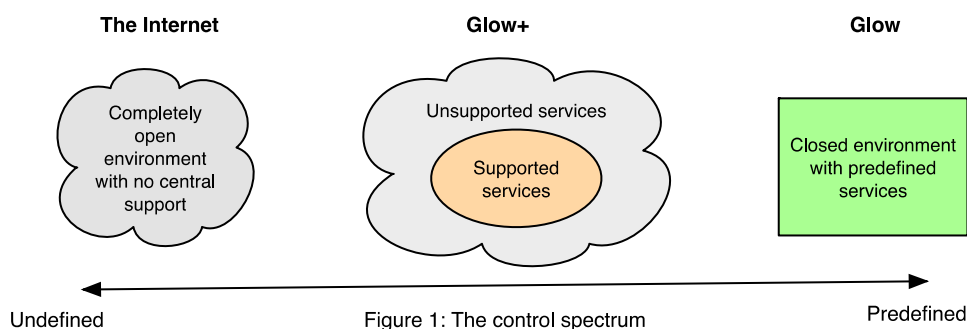 The Internet
Glow+
Glow
Completely
open
environment
with no central
support
Unsupported services
Supported
services
Closed environment
with predefined
services
Undefined
Figure 1: The control spectrum
Predefined